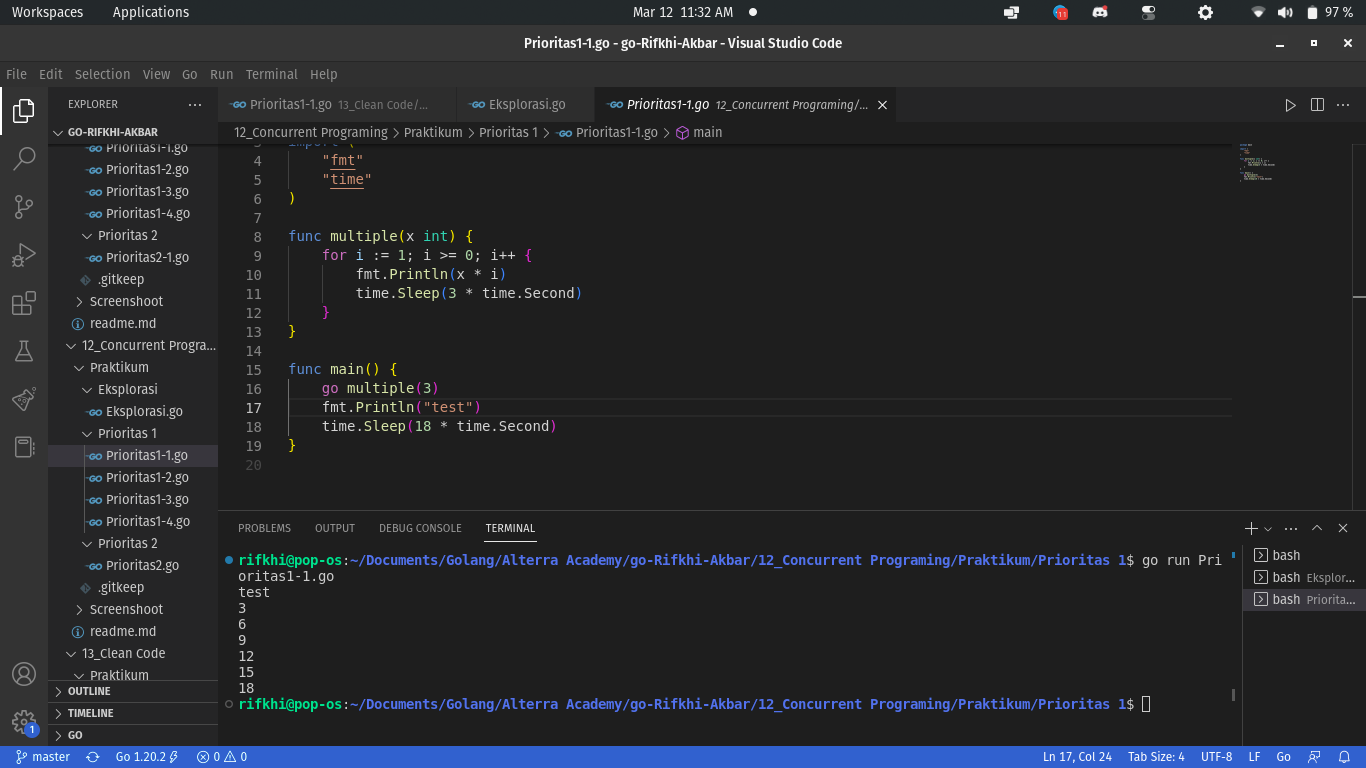 Workspaces Applications Mar 12 11:32 AM 11 97 %
Prioritas1-1.go - go-Rifkhi-Akbar - Visual Studio Code
File Edit Selection View Go Run Terminal Help
EXPLORER
GO-RIFKHI-AKBAR
Prioritas1-1.go
Prioritas1-2.go
Prioritas1-3.go
Prioritas1-4.go
Prioritas 2
Prioritas2-1.go
.gitkeep
Screenshoot
readme.md
12_Concurrent Progra...
Praktikum
Eksplorasi
Eksplorasi.go
Prioritas 1
Prioritas1-1.go
Prioritas1-2.go
Prioritas1-3.go
Prioritas1-4.go
Prioritas 2
Prioritas2.go
.gitkeep
Screenshoot
readme.md
13_Clean Code
Praktikum
OUTLINE
TIMELINE
GO
1
GO Prioritas1-1.go 13_Clean Code/... GO Eksplorasi.go GO Prioritas1-1.go 12_Concurrent Programing/...
12_Concurrent Programing > Praktikum > Prioritas 1 > GO Prioritas1-1.go > main
3 import (
4 "fmt"
5 "time"
6 )
7
8 func multiple(x int) {
9 for i := 1; i >= 0; i++ {
10 fmt.Println(x * i)
11 time.Sleep(3 * time.Second)
12 }
13 }
14
15 func main() {
16 go multiple(3)
17 fmt.Println("test")
18 time.Sleep(18 * time.Second)
19 }
20
PROBLEMS OUTPUT DEBUG CONSOLE TERMINAL
rifkhi@pop-os:~/Documents/Golang/Alterra Academy/go-Rifkhi-Akbar/12_Concurrent Programing/Praktikum/Prioritas 1$ go run Pri
oritas1-1.go
test
3
6
9
12
15
18
rifkhi@pop-os:~/Documents/Golang/Alterra Academy/go-Rifkhi-Akbar/12_Concurrent Programing/Praktikum/Prioritas 1$
bash
bash Eksplor...
bash Priorita...
master Go 1.20.2 0 0 Ln 17, Col 24 Tab Size: 4 UTF-8 LF Go